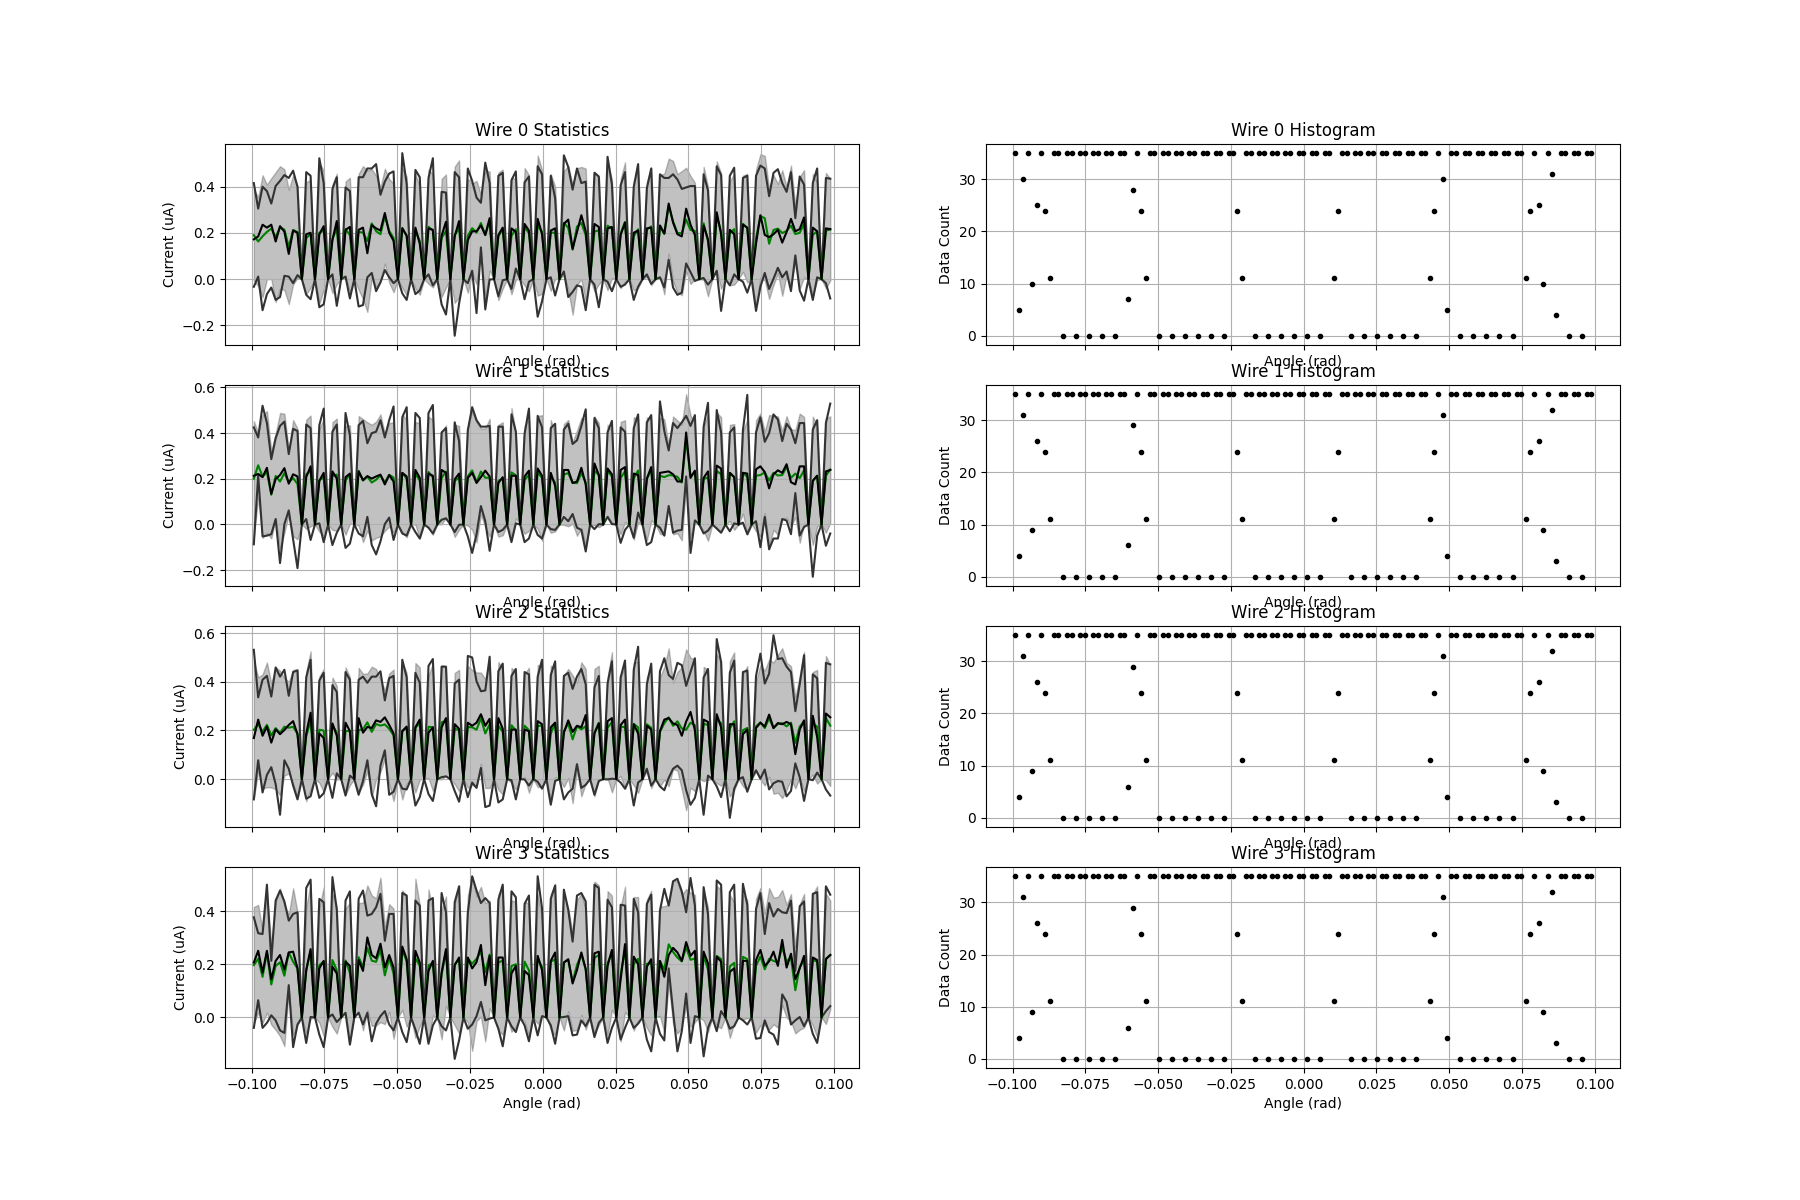 Wire 0 Statistics
Current (uA)
0.4
0.2
0.0
−0.2
Angle (rad)
Wire 0 Histogram
Data Count
30
20
10
0
Angle (rad)
Wire 1 Statistics
Current (uA)
0.6
0.4
0.2
0.0
−0.2
Angle (rad)
Wire 1 Histogram
Data Count
30
20
10
0
Angle (rad)
Wire 2 Statistics
Current (uA)
0.6
0.4
0.2
0.0
Angle (rad)
Wire 2 Histogram
Data Count
30
20
10
0
Angle (rad)
Wire 3 Statistics
Current (uA)
0.4
0.2
0.0
−0.100 −0.075 −0.050 −0.025 0.000 0.025 0.050 0.075 0.100
Angle (rad)
Wire 3 Histogram
Data Count
30
20
10
0
−0.100 −0.075 −0.050 −0.025 0.000 0.025 0.050 0.075 0.100
Angle (rad)